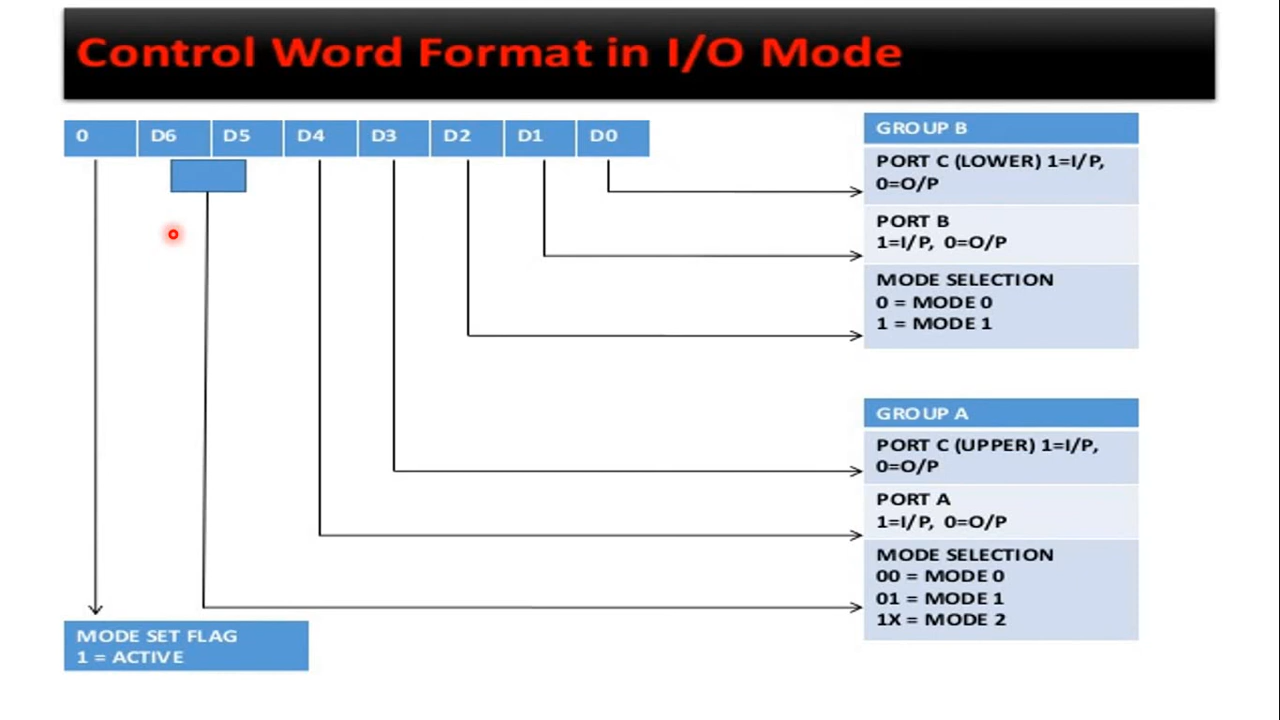 Control Word Format in I/O Mode
0 D6 D5 D4 D3 D2 D1 D0
GROUP B
PORT C (LOWER) 1=I/P,
0=O/P
PORT B
1=I/P, 0=O/P
MODE SELECTION
0 = MODE 0
1 = MODE 1
GROUP A
PORT C (UPPER) 1=I/P,
0=O/P
PORT A
1=I/P, 0=O/P
MODE SELECTION
00 = MODE 0
01 = MODE 1
1X = MODE 2
MODE SET FLAG
1 = ACTIVE